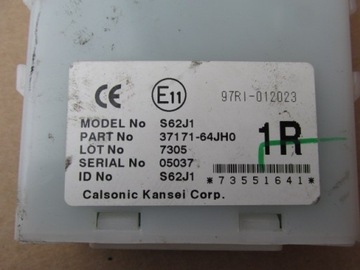 CE E11 97RI-012023
MODEL No S62J1
PART No 37171-64JH0 1R
LOT No 7305
SERIAL No 05037
ID No S62J1 *73551641*
Calsonic Kansei Corp.